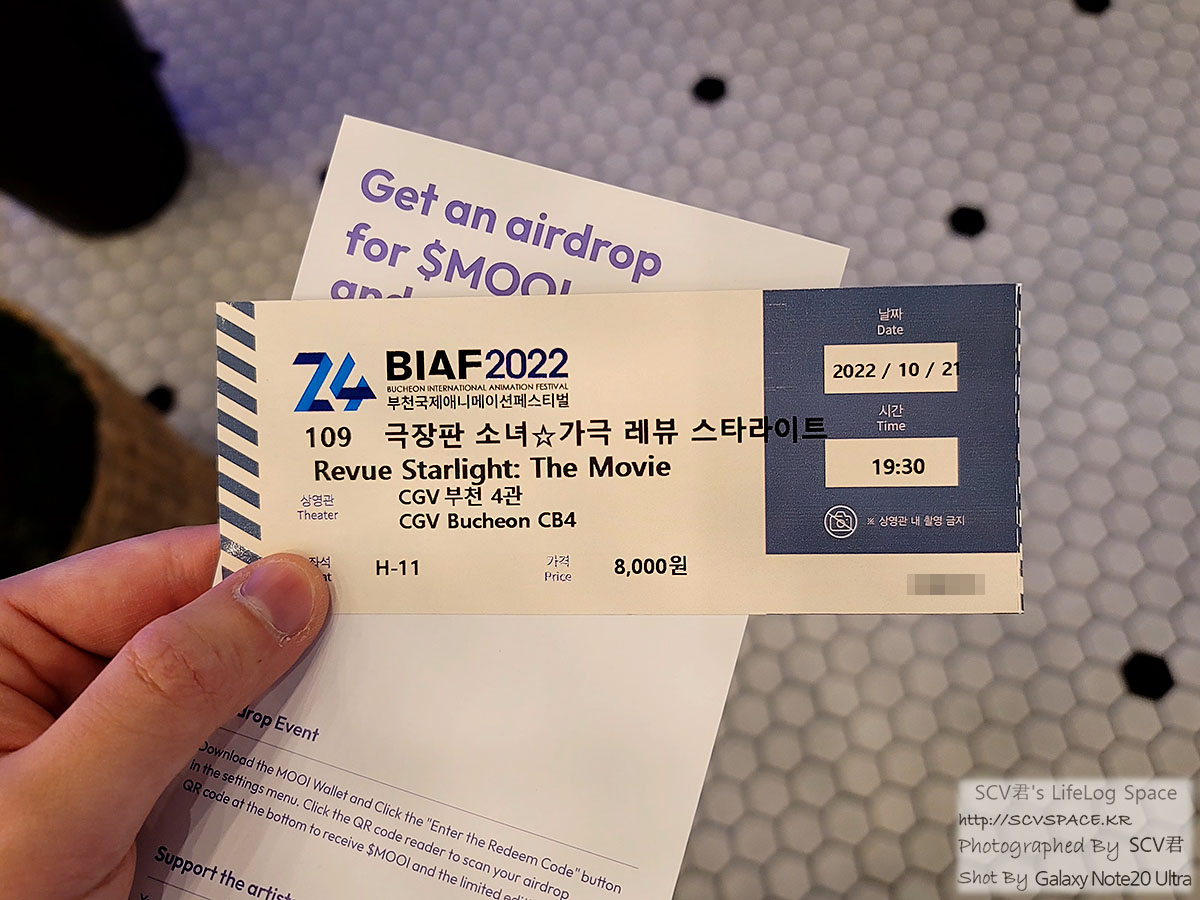 Get an airdrop
for $MOOI
and
24 BIAF2022
BUCHEON INTERNATIONAL ANIMATION FESTIVAL
부천국제애니메이션페스티벌
109 극장판 소녀☆가극 레뷰 스타라이트
Revue Starlight: The Movie
상영관
Theater
CGV 부천 4관
CGV Bucheon CB4
H-11
가격
Price
8,000원
날짜
Date
2022 / 10 / 21
시간
Time
19:30
※ 상영관 내 촬영 금지
Event
Download the MOOI Wallet and Click the "Enter the Redeem Code" button
in the settings menu. Click the QR code reader to scan your airdrop
QR code at the bottom to receive $MOOI and the limited
Support the artists
SCV君's LifeLog Space
http://SCVSPACE.KR
Photographed By SCV君
Shot By Galaxy Note20 Ultra